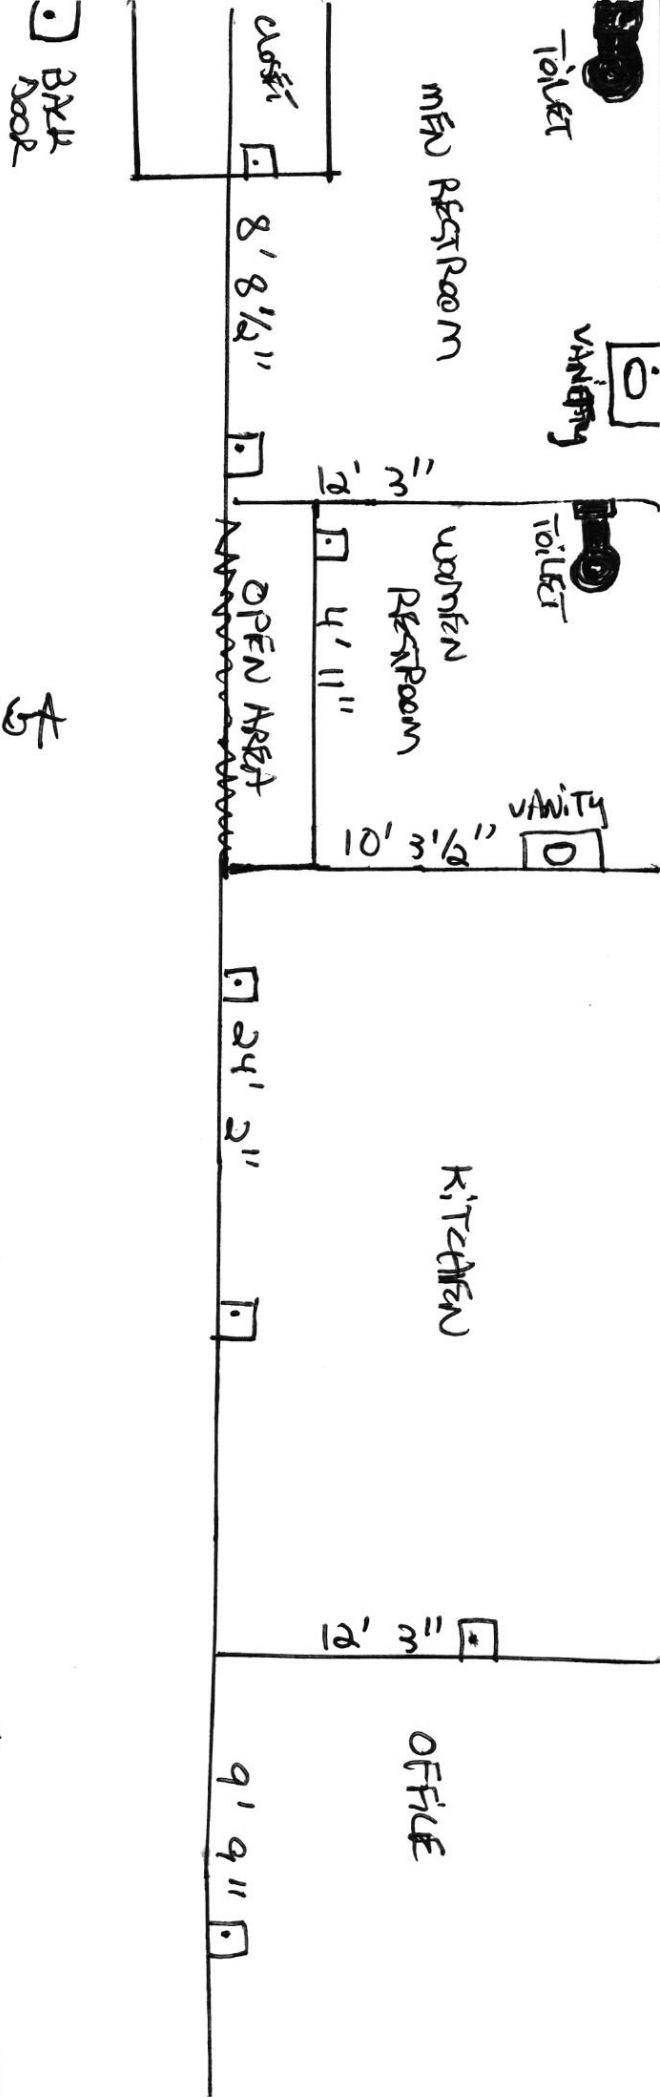 TOILET
VANITY
TOILET
VANITY
MEN RESTROOM
WOMEN
RESTROOM
KITCHEN
OFFICE
12' 3"
10' 3 1/2"
12' 3"
4' 11"
CLOSET
8' 8 1/2"
OPEN AREA
24' 2"
9' 9"
BACK
DOOR